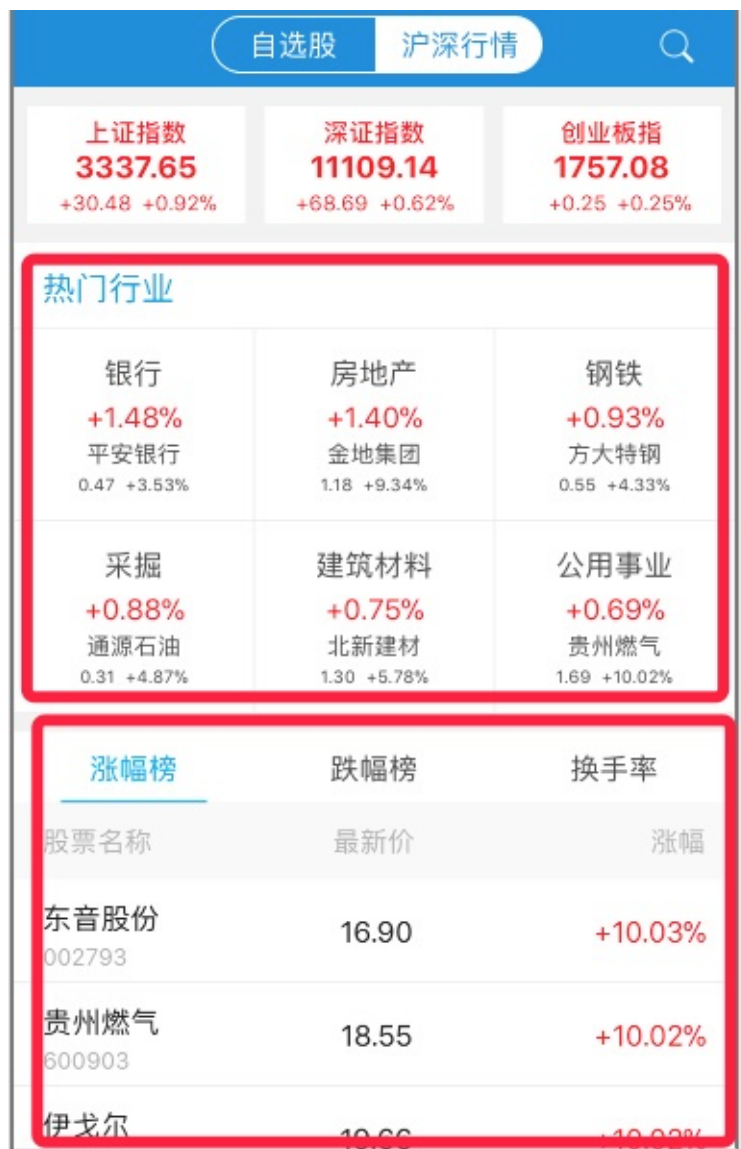 自选股 沪深行情
上证指数 深证指数 创业板指
3337.65 11109.14 1757.08
+30.48 +0.92% +68.69 +0.62% +0.25 +0.25%
热门行业
银行 房地产 钢铁
+1.48% +1.40% +0.93%
平安银行 金地集团 方大特钢
0.47 +3.53% 1.18 +9.34% 0.55 +4.33%
采掘 建筑材料 公用事业
+0.88% +0.75% +0.69%
通源石油 北新建材 贵州燃气
0.31 +4.87% 1.30 +5.78% 1.69 +10.02%
涨幅榜 跌幅榜 换手率
股票名称 最新价 涨幅
东音股份 16.90 +10.03%
002793
贵州燃气 18.55 +10.02%
600903
伊戈尔